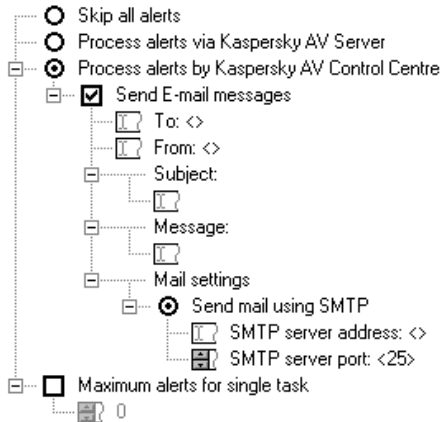 Skip all alerts
Process alerts via Kaspersky AV Server
Process alerts by Kaspersky AV Control Centre
Send E-mail messages
To: <>
From: <>
Subject:
Message:
Mail settings
Send mail using SMTP
SMTP server address: <>
SMTP server port: <25>
Maximum alerts for single task
0